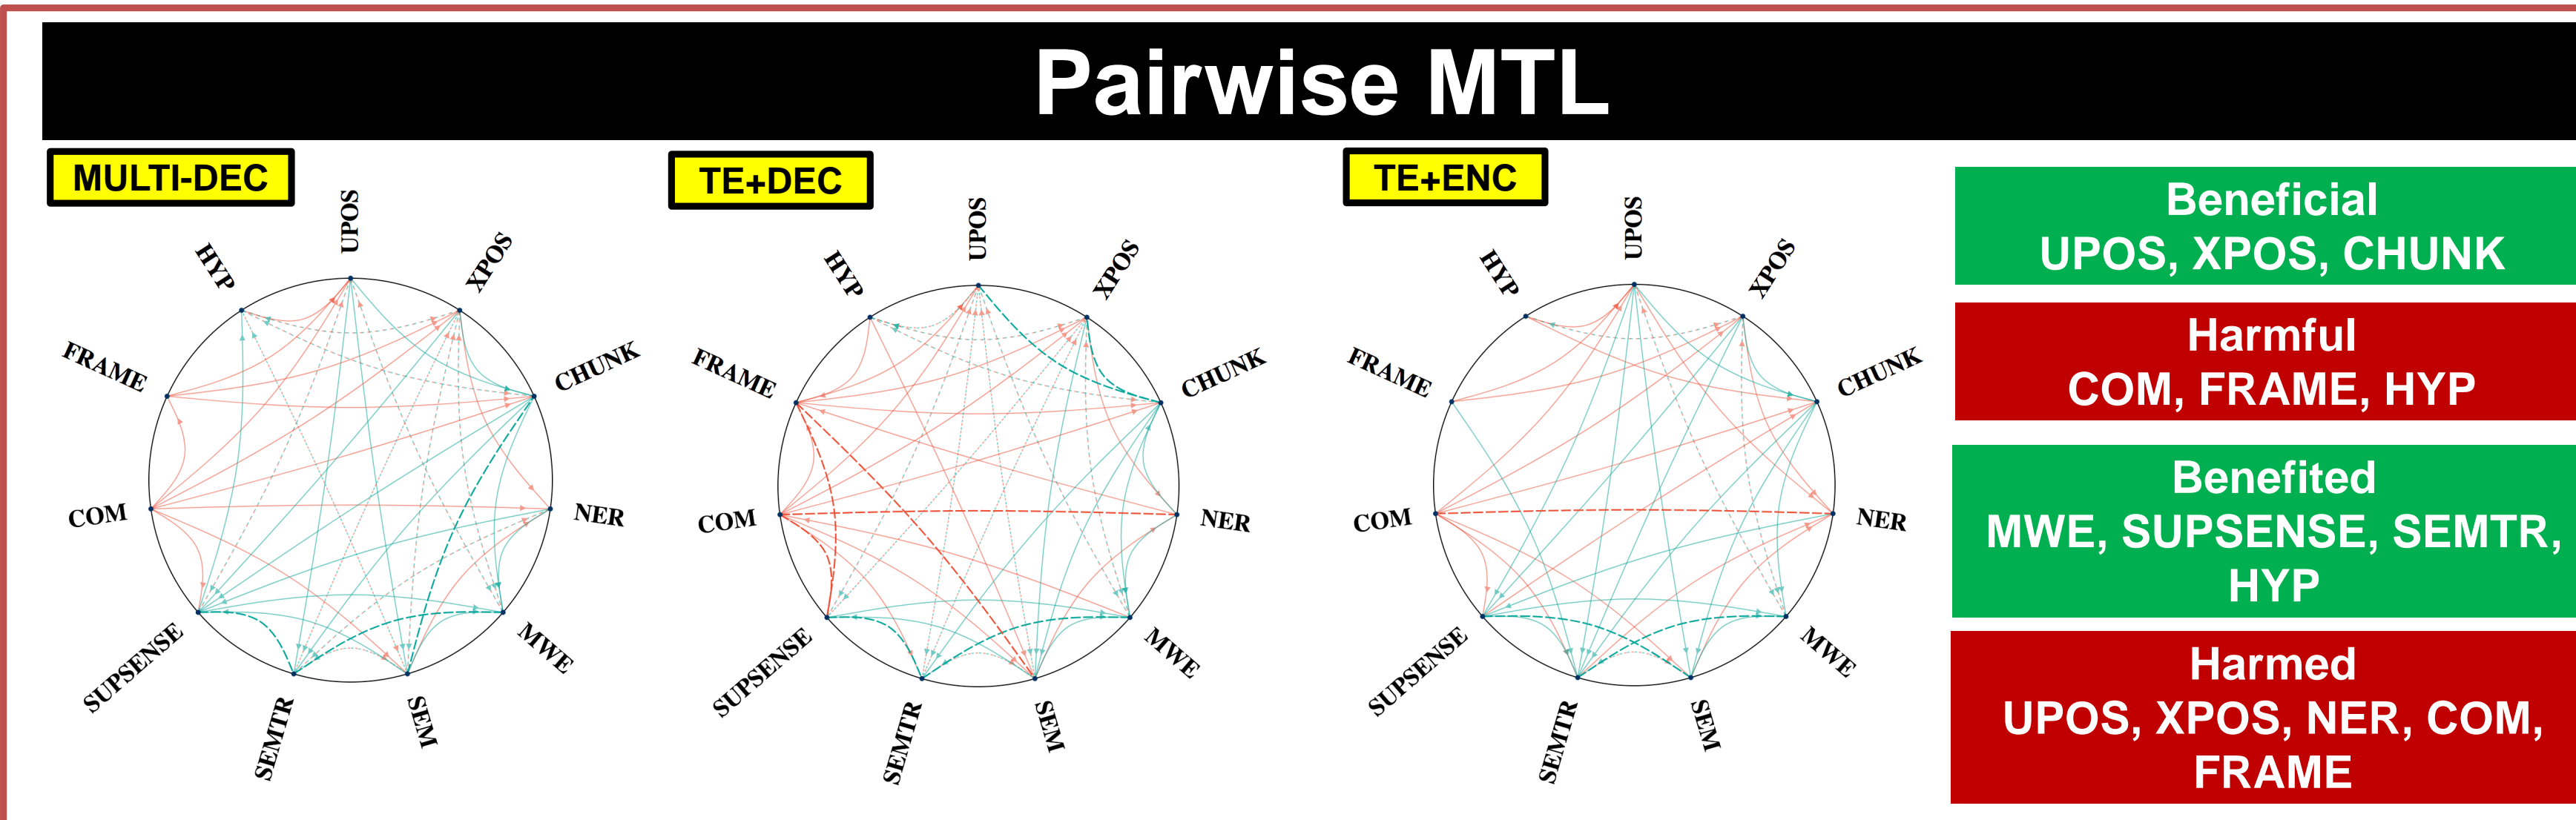 Pairwise MTL
MULTI-DEC
UPOS
XPOS
CHUNK
NER
MWE
SEM
SEMTR
SUPSENSE
COM
FRAME
HYP
TE+DEC
UPOS
XPOS
CHUNK
NER
MWE
SEM
SEMTR
SUPSENSE
COM
FRAME
HYP
TE+ENC
UPOS
XPOS
CHUNK
NER
MWE
SEM
SEMTR
SUPSENSE
COM
FRAME
HYP
Beneficial
UPOS, XPOS, CHUNK
Harmful
COM, FRAME, HYP
Benefited
MWE, SUPSENSE, SEMTR,
HYP
Harmed
UPOS, XPOS, NER, COM,
FRAME